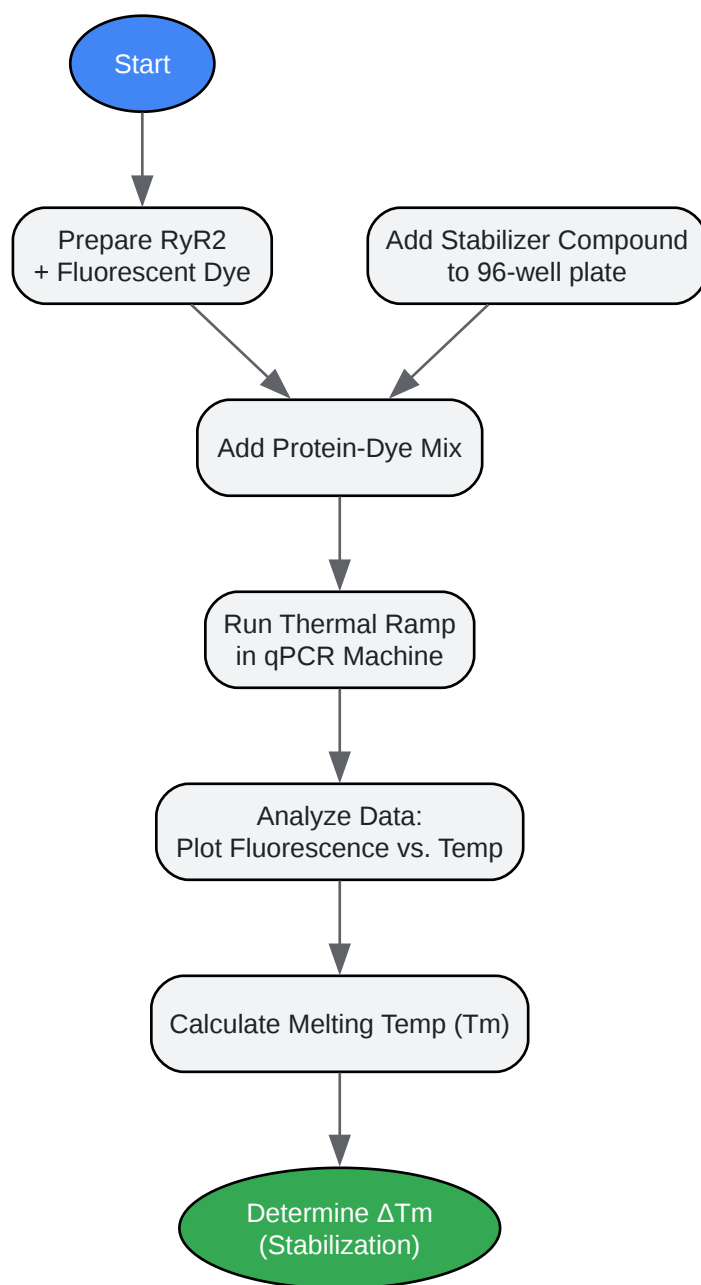 Start
Prepare RyR2
+ Fluorescent Dye
Add Stabilizer Compound
to 96-well plate
Add Protein-Dye Mix
Run Thermal Ramp
in qPCR Machine
Analyze Data:
Plot Fluorescence vs. Temp
Calculate Melting Temp (Tm)
Determine ΔTm
(Stabilization)